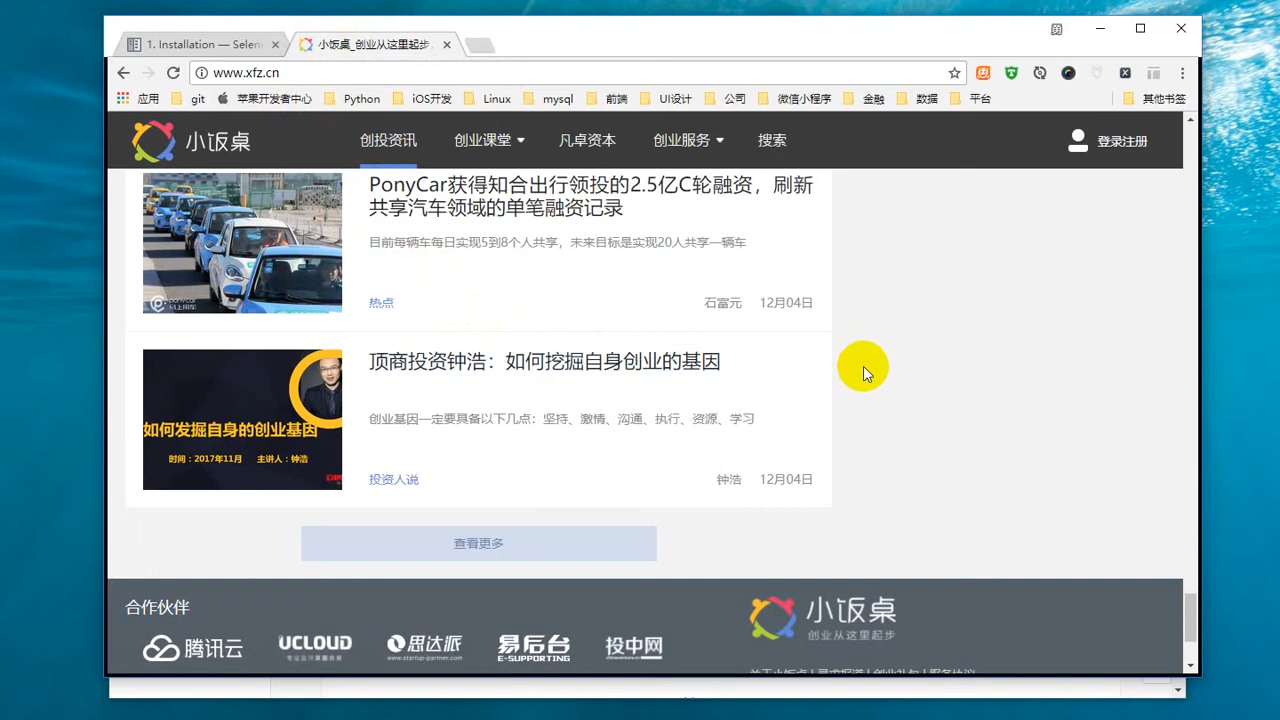 1. Installation — Selen
小饭桌_创业从这里起步
www.xfz.cn
应用 git 苹果开发者中心 Python iOS开发 Linux mysql 前端 UI设计 公司 微信小程序 金融 数据 平台 其他书签
小饭桌 创投资讯 创业课堂 凡卓资本 创业服务 搜索 登录注册
PonyCar获得知合出行领投的2.5亿C轮融资，刷新
共享汽车领域的单笔融资记录
目前每辆车每日实现5到8个人共享，未来目标是实现20人共享一辆车
热点 石富元 12月04日
如何发掘自身的创业基因
时间：2017年11月 主讲人：钟浩
顶商投资钟浩：如何挖掘自身创业的基因
创业基因一定要具备以下几点：坚持、激情、沟通、执行、资源、学习
投资人说 钟浩 12月04日
查看更多
合作伙伴
腾讯云 UCLOUD 思达派 www.startup-partner.com 易后台 E-SUPPORTING 投中网
小饭桌
创业从这里起步